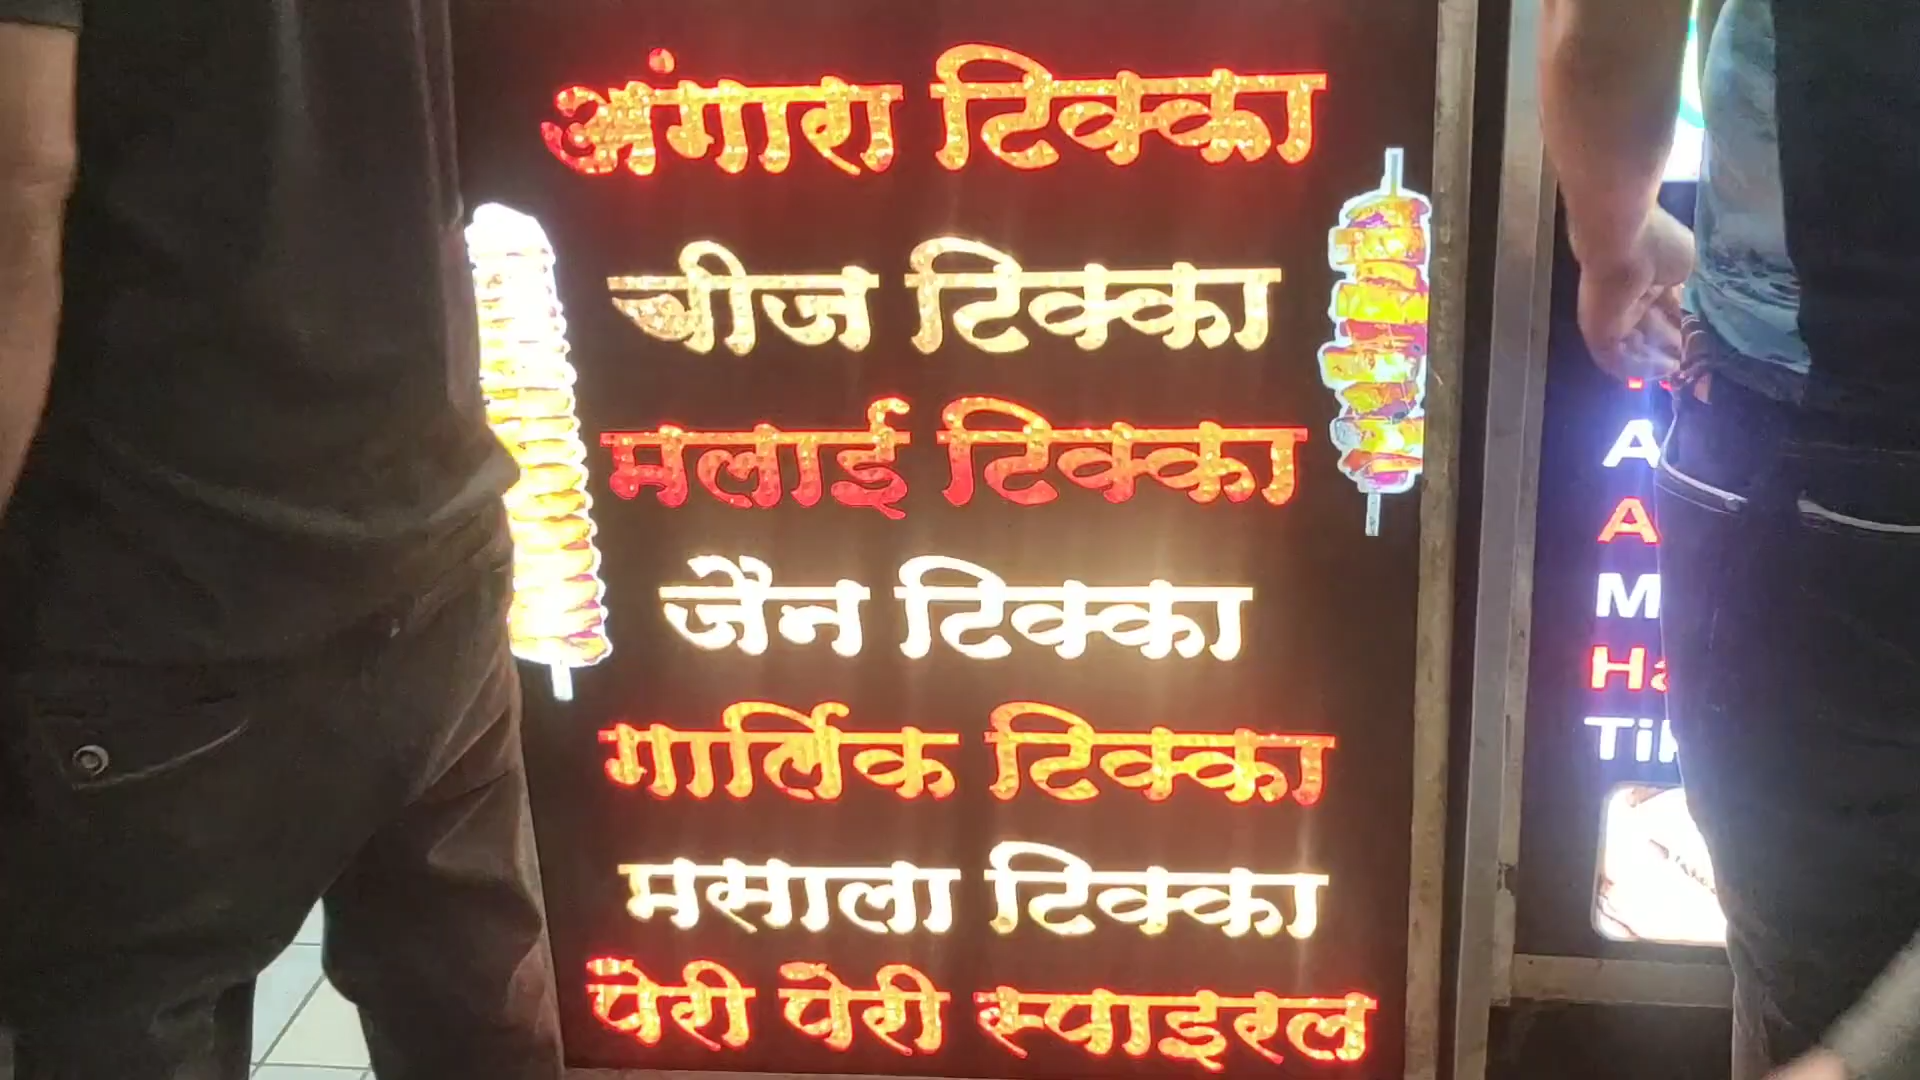 अंगारा टिक्का
चीज टिक्का
मलाई टिक्का
जैन टिक्का
गार्लिक टिक्का
मसाला टिक्का
पेरी पेरी स्पाइरल